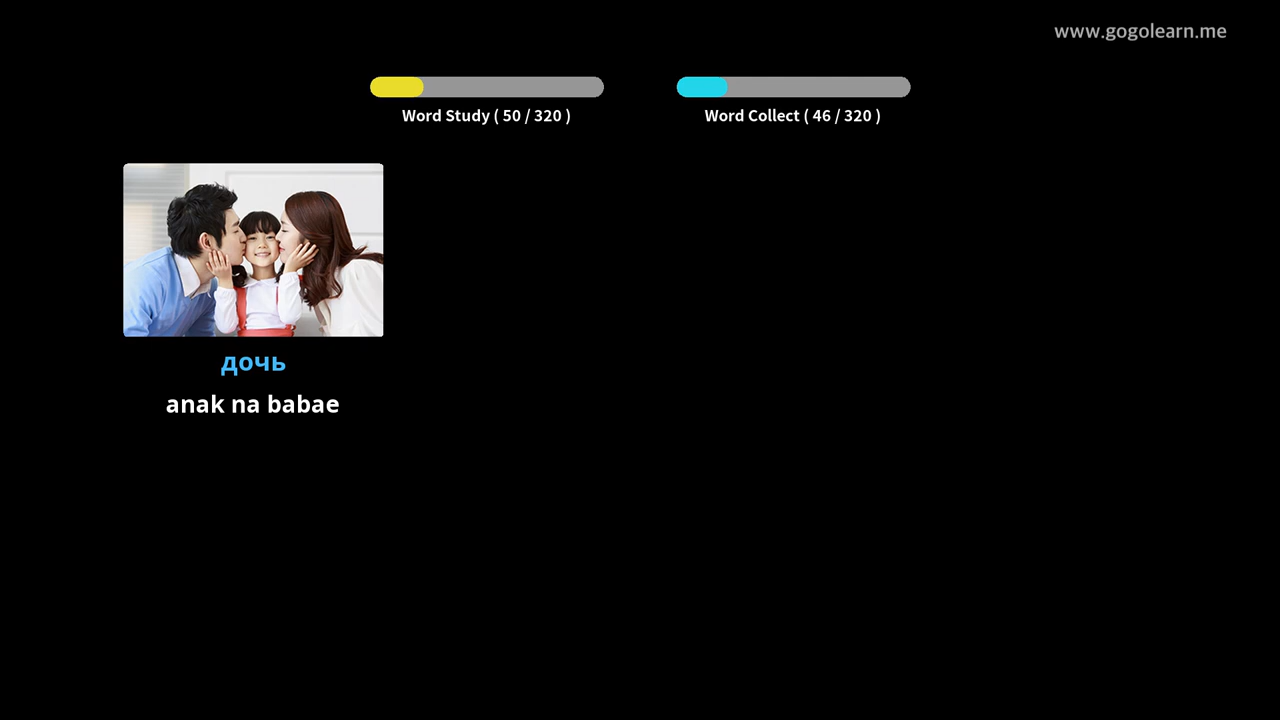 www.gogolearn.me
Word Study ( 50 / 320 )
Word Collect ( 46 / 320 )
дочь
anak na babae